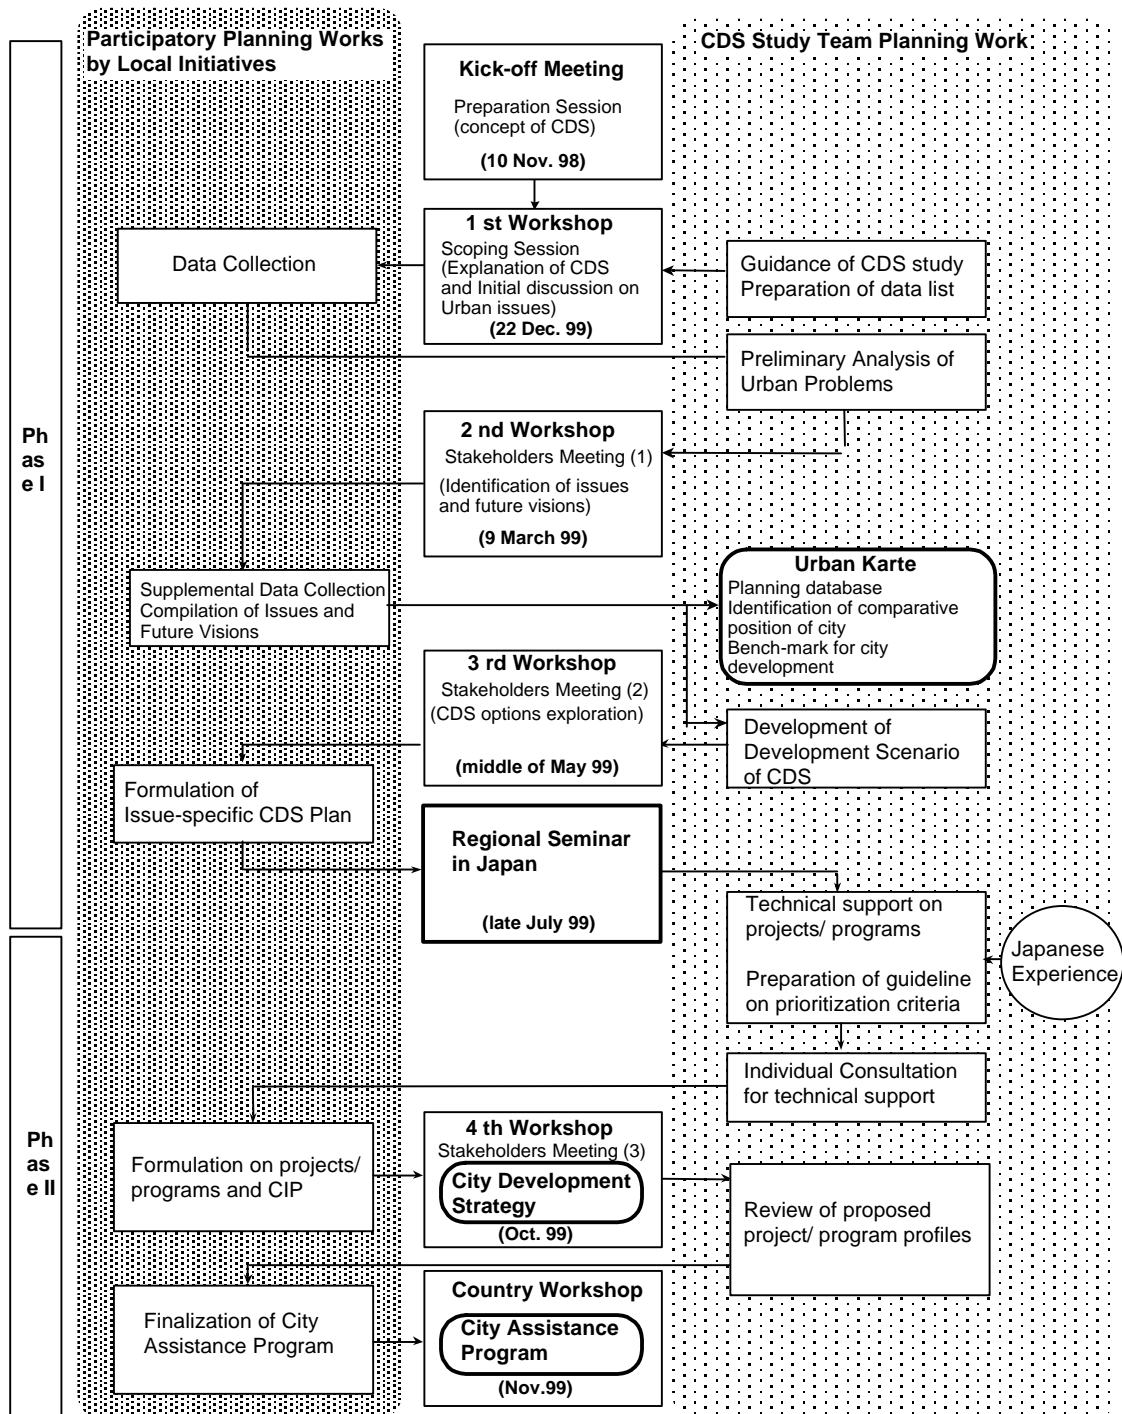 Participatory Planning Works
by Local Initiatives
CDS Study Team Planning Work
Kick-off Meeting
Preparation Session
(concept of CDS)
(10 Nov. 98)
1 st Workshop
Scoping Session
(Explanation of CDS
and Initial discussion on
Urban issues)
(22 Dec. 99)
Data Collection
Guidance of CDS study
Preparation of data list
Preliminary Analysis of
Urban Problems
Ph
as
e I
2 nd Workshop
Stakeholders Meeting (1)
(Identification of issues
and future visions)
(9 March 99)
Supplemental Data Collection
Compilation of Issues and
Future Visions
Urban Karte
Planning database
Identification of comparative
position of city
Bench-mark for city
development
3 rd Workshop
Stakeholders Meeting (2)
(CDS options exploration)
(middle of May 99)
Development of
Development Scenario
of CDS
Formulation of
Issue-specific CDS Plan
Regional Seminar
in Japan
(late July 99)
Technical support on
projects/ programs
Preparation of guideline
on prioritization criteria
Japanese
Experience
Individual Consultation
for technical support
Ph
as
e II
Formulation on projects/
programs and CIP
4 th Workshop
Stakeholders Meeting (3)
City Development
Strategy
(Oct. 99)
Review of proposed
project/ program profiles
Finalization of City
Assistance Program
Country Workshop
City Assistance
Program
(Nov.99)